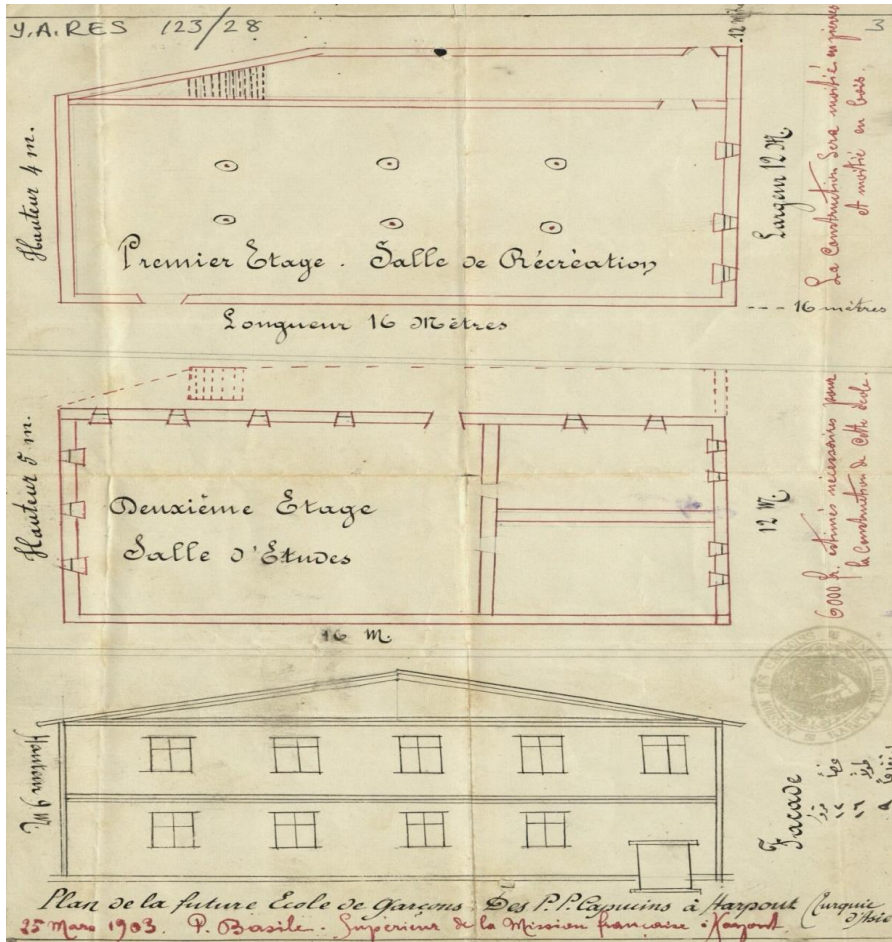 Y.A.RES 123/28
3
12 M.
Hauteur 4 m.
Largeur 12 M.
La Construction Sera moitié en pierres
et moitié en bois.
Premier Etage. Salle de Récréation
16 mètres
Longueur 16 Mètres
Hauteur 5 m.
Deuxième Etage
Salle d'Etudes
12 M.
6000 fr. estimés nécessaires pour
la Construction de cette école.
16 M.
Hauteur 9 M.
Facade
Plan de la future École de Garçons Des P.P. Capucins à Harpout (Turquie
d'Asie
25 Mars 1903. P. Basile. Supérieur de la Mission française à Karpout